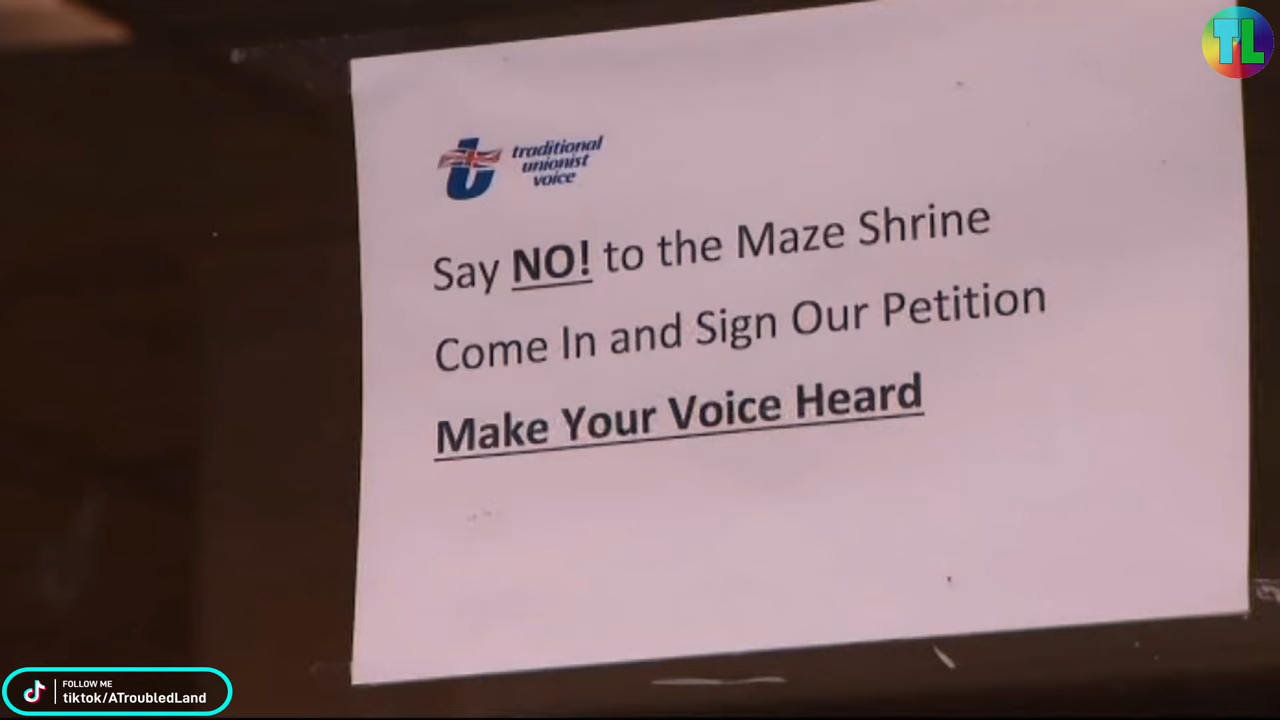 TL
traditional
unionist
voice
Say NO! to the Maze Shrine
Come In and Sign Our Petition
Make Your Voice Heard
FOLLOW ME
tiktok/ATroubledLand